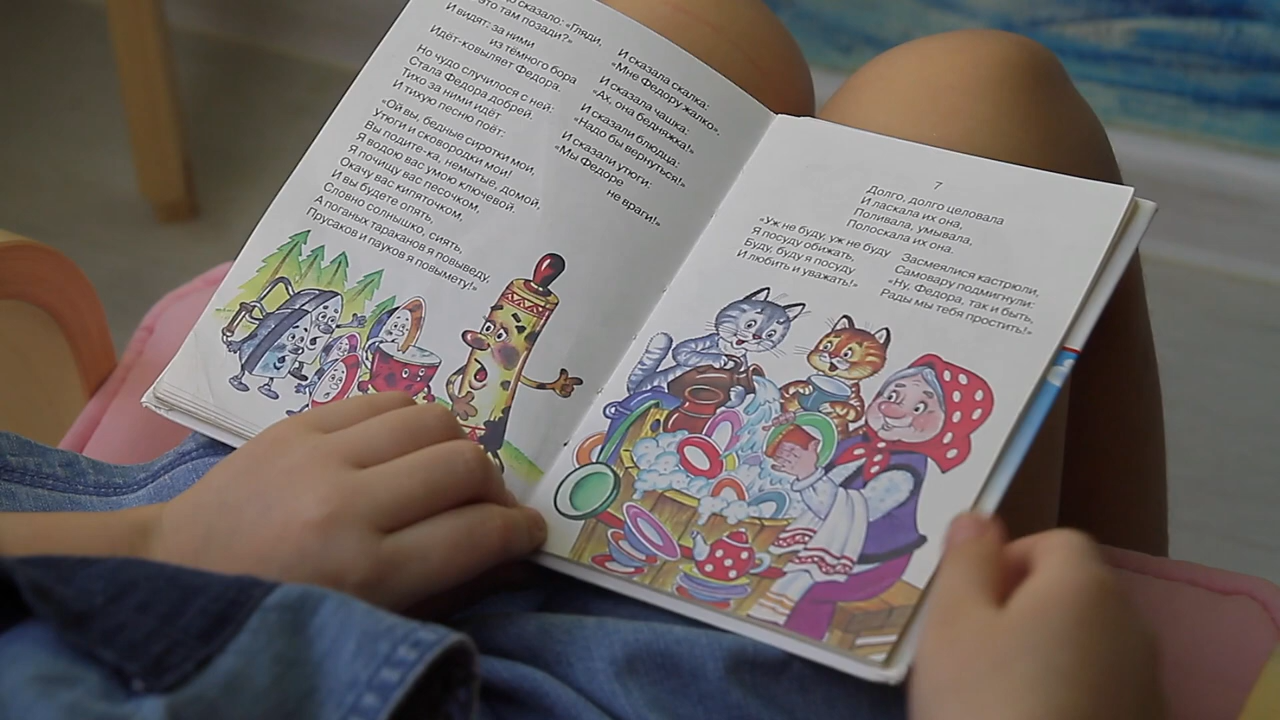 сказало: «Гляди,
это там позади?»
И видят: за ними
из тёмного бора
Идёт-ковыляет Федора.
Но чудо случилося с ней:
Стала Федора добрей.
Тихо за ними идёт
И тихую песню поёт:
«Ой вы, бедные сиротки мои,
Утюги и сковородки мои!
Вы подите-ка, немытые, домой,
Я водою вас умою ключевой.
Я почищу вас песочком,
Окачу вас кипяточком,
И вы будете опять,
Словно солнышко, сиять,
А поганых тараканов я повыведу,
Прусаков и пауков я повымету!»
И сказала скалка:
«Мне Федору жалко».
И сказала чашка:
«Ах, она бедняжка!»
И сказали блюдца:
«Надо бы вернуться!»
И сказали утюги:
«Мы Федоре
не враги!»
7
Долго, долго целовала
И ласкала их она,
Поливала, умывала,
Полоскала их она.
«Уж не буду, уж не буду
Я посуду обижать,
Буду, буду я посуду
И любить и уважать!»
Засмеялися кастрюли,
Самовару подмигнули:
«Ну, Федора, так и быть,
Рады мы тебя простить!»